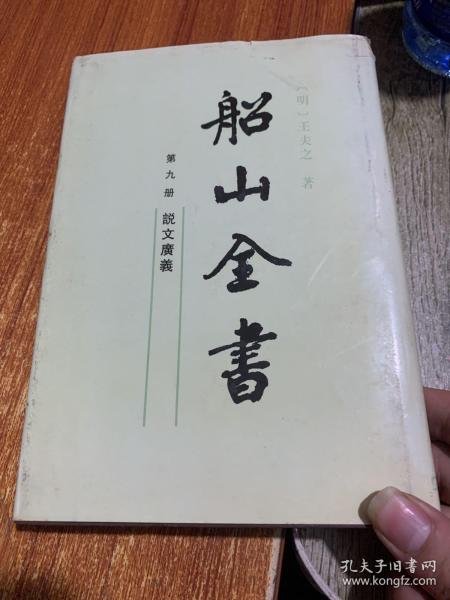 〔明〕王夫之 著
船山全書
第九册
説文廣義
孔夫子旧书网
www.kongfz.com